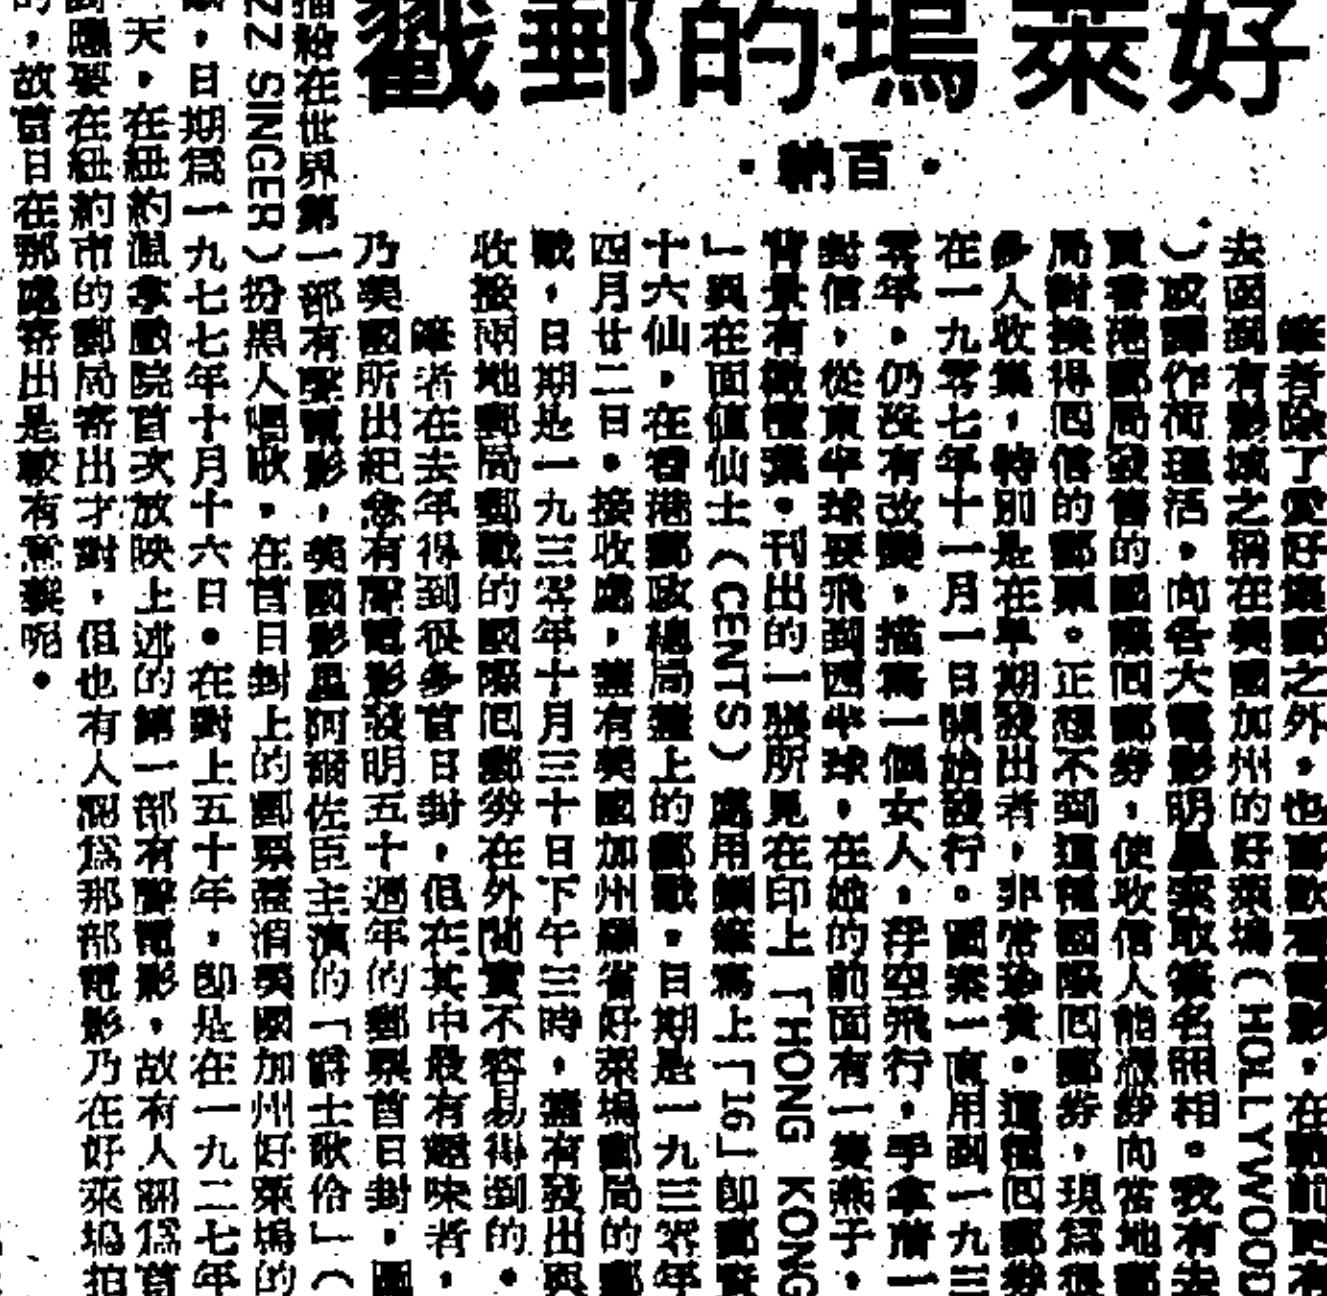 好萊塢的郵戳
•百納•
筆者除了愛好集郵之外，也喜歡看電影，在戰前到有
去國到有影城之稱在美國加州的好萊塢（HOLLYWOOD
）或譯作荷里活，向各大電影明星索取簽名照相。我有去
買香港郵局發售的國際回郵券，使收信人能憑券向當地郵
局對換得回信的郵票。正想不到這種國際回郵券，現爲很
多人收集，特別是在早期發出者，非常珍貴。這種回郵券
在一九零七年十一月一日開始發行。圖案一直用到一九三
零年，仍沒有改變，描寫一個女人，浮空飛行，手拿着一
封信，從東半球要飛到西半球，在她的前面有一隻燕子，
背景有橄欖葉。刊出的一張所見在印上「HONG KONG
」與在面值仙士（CENTS）處用鋼筆寫上「16」卽郵費
十六仙，在香港郵政總局蓋上的郵戳，日期是一九三零年
四月廿二日。接收處，蓋有美國加州羅省好萊塢郵局的郵
戳，日期是一九三零年十月三十日下午三時，蓋有發出與
收接兩地郵局郵戳的國際回郵券在外間實不容易得到的。
筆者在去年得到很多首日封，但在其中最有趣味者，
乃美國所出紀念有聲電影發明五十週年的郵票首日封。圖
描給在世界第一部有聲電影，美國影星阿爾佐臣主演的「爵士歌伶」（
ZZ SINGER）扮黑人唱歌，在首日封上的郵票蓋消美國加州好萊塢的
，日期爲一九七七年十月十六日。在對上五十年，卽是在一九二七年
天，在紐約溫拿戲院首次放映上述的第一部有聲電影，故有人認爲首
應要在紐約市的郵局寄出才對，但也有人認爲那部電影乃在好萊塢拍
，故首日在那處寄出是較有意義呢。